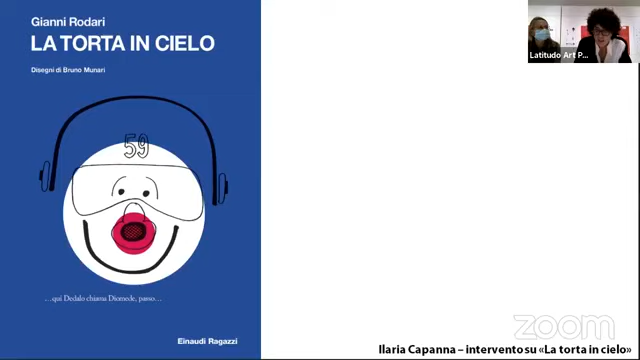 Gianni Rodari
LA TORTA IN CIELO
Disegni di Bruno Munari
59
...qui Dedalo chiama Diomede, passo...
Einaudi Ragazzi
Latitudo Art P...
zoom
Ilaria Capanna – intervento su «La torta in cielo»